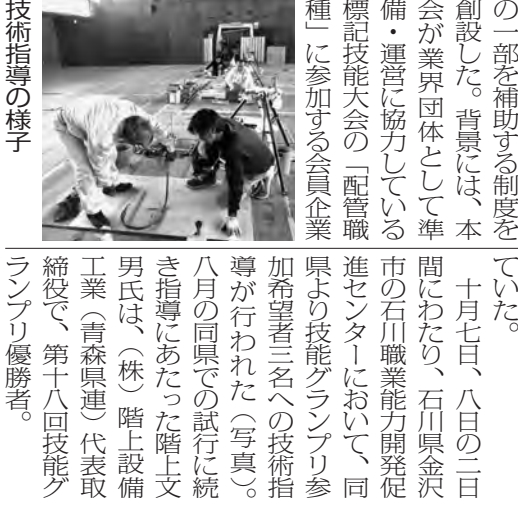 の一部を補助する制度を
創設した。背景には、本
会が業界団体として準
備・運営に協力している
標記技能大会の「配管職
種」に参加する会員企業
技術指導の様子
ていた。
　十月七日、八日の二日
間にわたり、石川県金沢
市の石川職業能力開発促
進センターにおいて、同
県より技能グランプリ参
加希望者三名への技術指
導が行われた（写真）。
八月の同県での試行に続
き指導にあたった階上文
男氏は、（株）階上設備
工業（青森県連）代表取
締役で、第十八回技能グ
ランプリ優勝者。